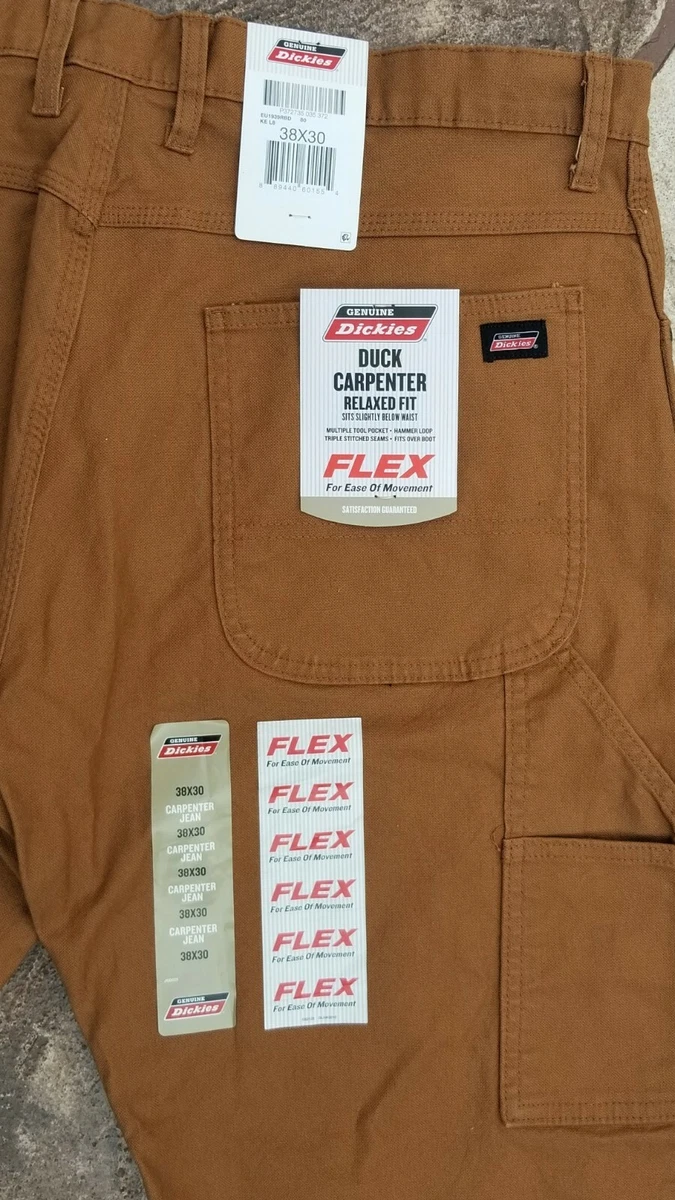 GENUINE
Dickies
38X30
GENUINE
Dickies
DUCK
CARPENTER
RELAXED FIT
SITS SLIGHTLY BELOW WAIST
MULTIPLE TOOL POCKET • HAMMER LOOP
TRIPLE STITCHED SEAMS • FITS OVER BOOT
FLEX
For Ease Of Movement
SATISFACTION GUARANTEED
GENUINE
Dickies
GENUINE
Dickies
38X30
CARPENTER
JEAN
38X30
CARPENTER
JEAN
38X30
CARPENTER
JEAN
38X30
CARPENTER
JEAN
38X30
GENUINE
Dickies
FLEX
For Ease Of Movement
FLEX
For Ease Of Movement
FLEX
For Ease Of Movement
FLEX
For Ease Of Movement
FLEX
For Ease Of Movement
FLEX
For Ease Of Movement